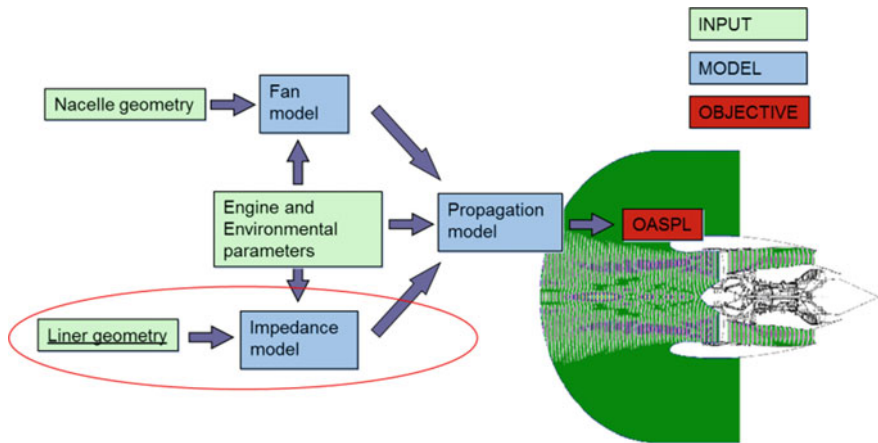 INPUT
MODEL
OBJECTIVE
Nacelle geometry
Fan
model
Engine and
Environmental
parameters
Propagation
model
OASPL
Liner geometry
Impedance
model